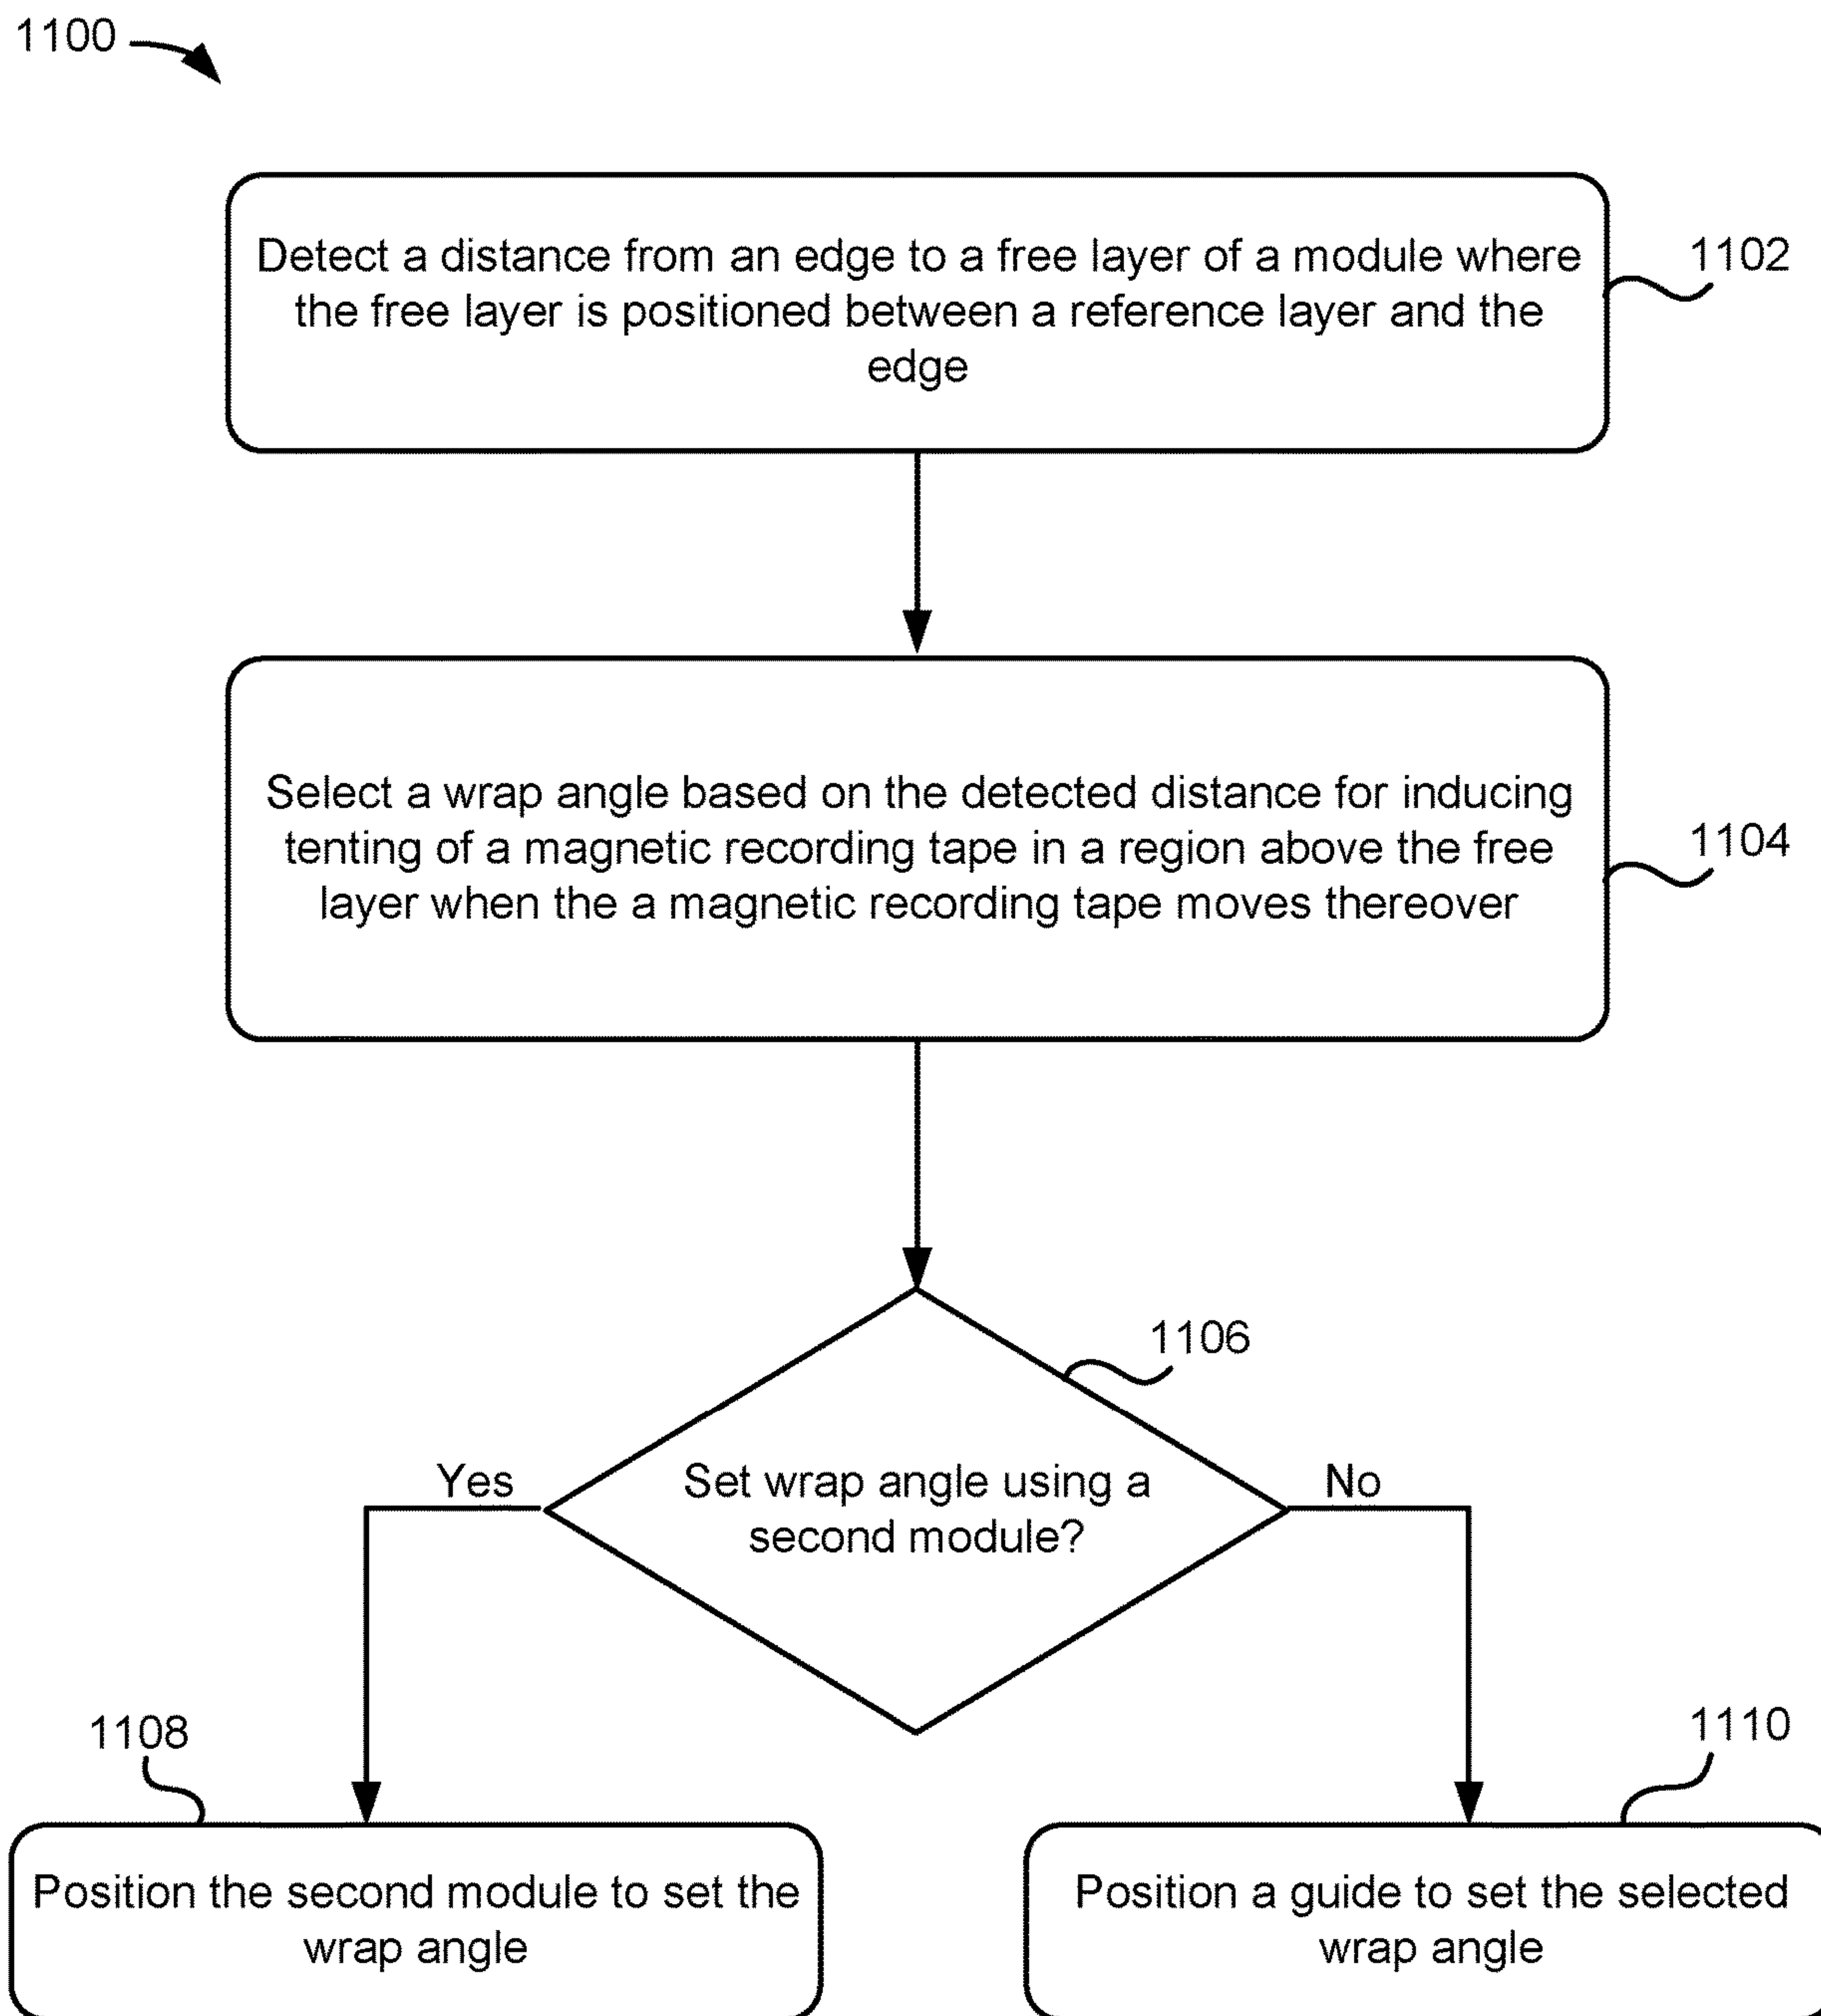 1100
Detect a distance from an edge to a free layer of a module where
the free layer is positioned between a reference layer and the
edge
1102
Select a wrap angle based on the detected distance for inducing
tenting of a magnetic recording tape in a region above the free
layer when the a magnetic recording tape moves thereover
1104
1106
Set wrap angle using a
second module?
Yes
No
1108
Position the second module to set the
wrap angle
1110
Position a guide to set the selected
wrap angle